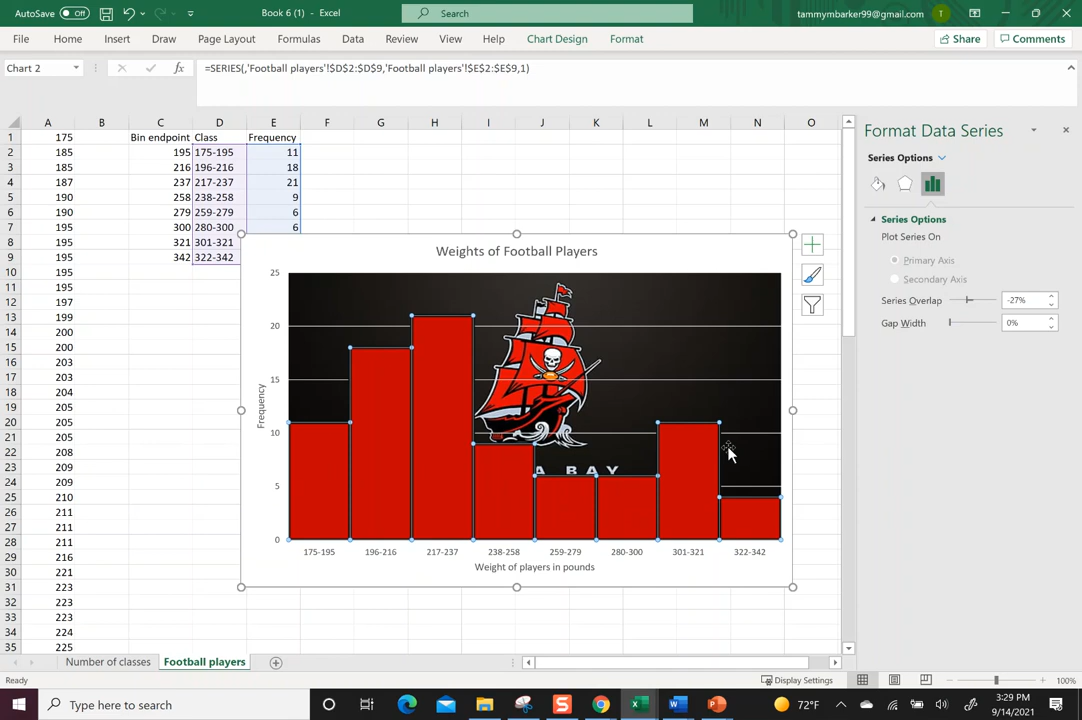 AutoSave Off Book 6 (1) - Excel Search tammymbarker99@gmail.com T
File Home Insert Draw Page Layout Formulas Data Review View Help Chart Design Format Share Comments
Chart 2 fx =SERIES(,'Football players'!$D$2:$D$9,'Football players'!$E$2:$E$9,1)
A B C D E F G H I J K L M N O
1 175 Bin endpoint Class Frequency
2 185 195 175-195 11
3 185 216 196-216 18
4 187 237 217-237 21
5 190 258 238-258 9
6 190 279 259-279 6
7 195 300 280-300 6
8 195 321 301-321
9 195 342 322-342
10 195
11 195
12 197
13 199
14 200
15 200
16 203
17 203
18 204
19 205
20 205
21 205
22 208
23 209
24 209
25 210
26 211
27 211
28 211
29 216
30 221
31 223
32 223
33 223
34 224
35 225
Weights of Football Players
25
20
15
10
5
0
Frequency
A BAY
175-195 196-216 217-237 238-258 259-279 280-300 301-321 322-342
Weight of players in pounds
Format Data Series
Series Options
Series Options
Plot Series On
Primary Axis
Secondary Axis
Series Overlap -27%
Gap Width 0%
Number of classes Football players
Ready Display Settings 100%
Type here to search 72°F 3:29 PM
9/14/2021